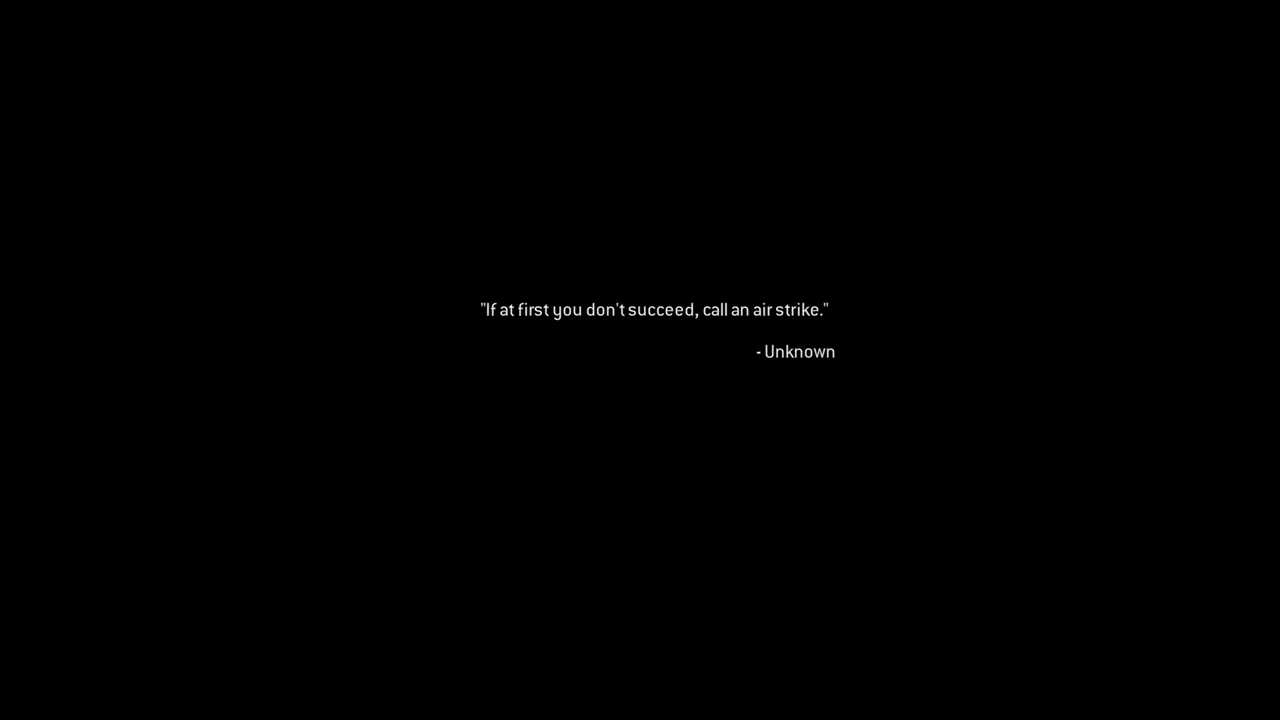 "If at first you don't succeed, call an air strike."
- Unknown